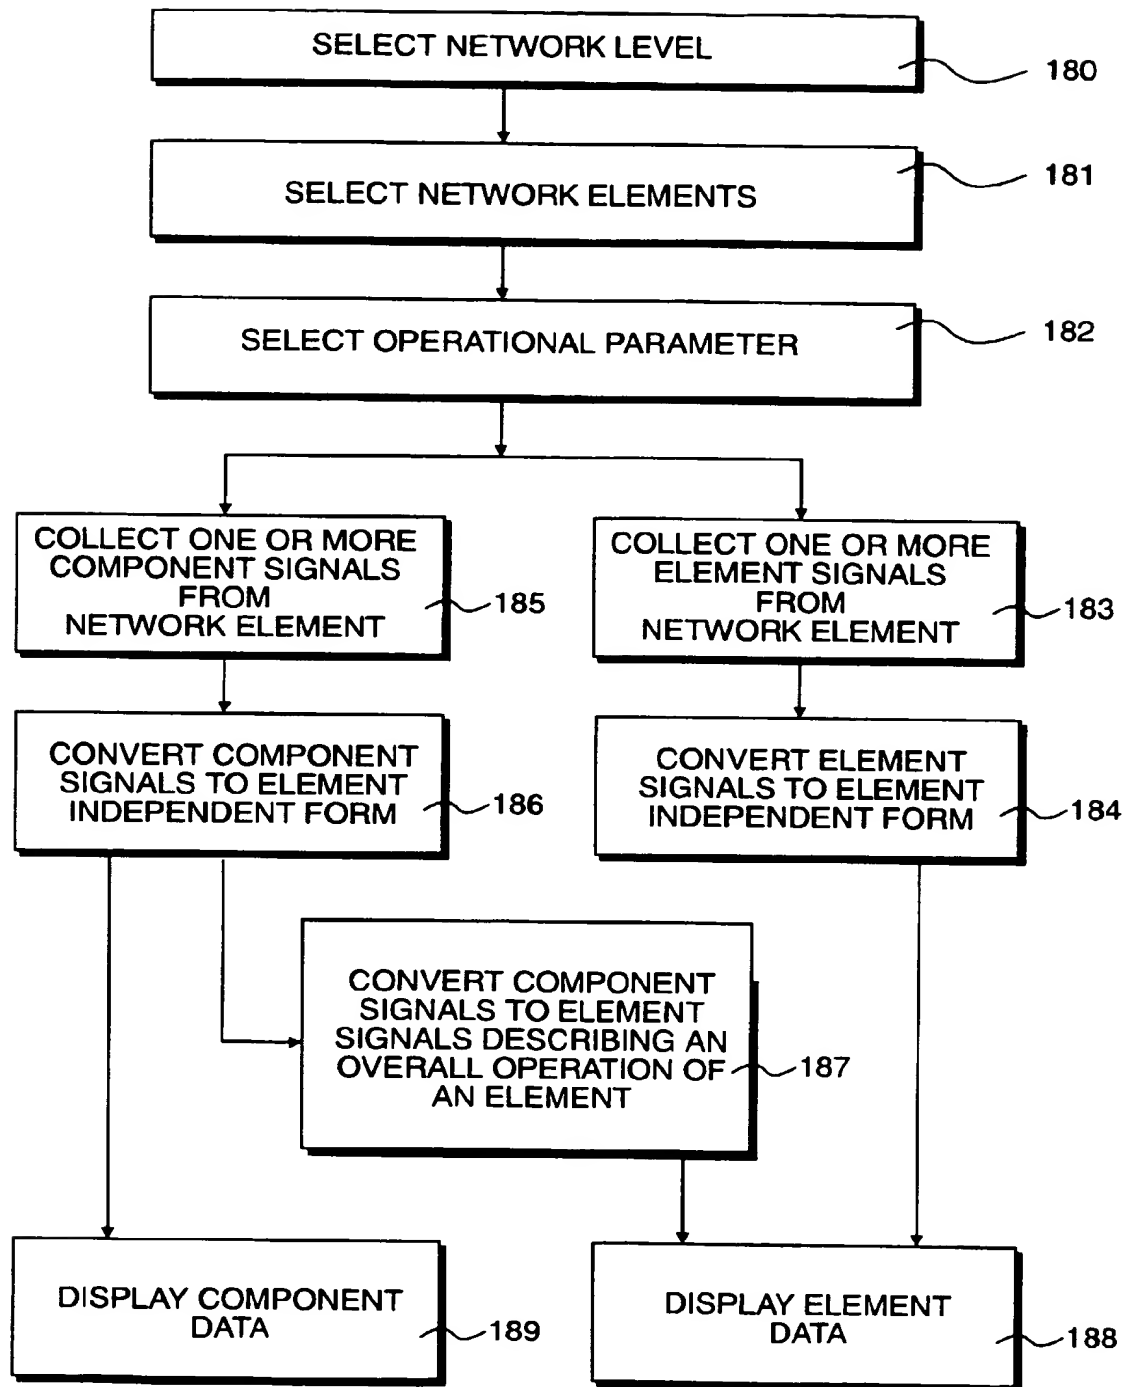 SELECT NETWORK LEVEL
180
SELECT NETWORK ELEMENTS
181
SELECT OPERATIONAL PARAMETER
182
COLLECT ONE OR MORE
COMPONENT SIGNALS
FROM
NETWORK ELEMENT
185
COLLECT ONE OR MORE
ELEMENT SIGNALS
FROM
NETWORK ELEMENT
183
CONVERT COMPONENT
SIGNALS TO ELEMENT
INDEPENDENT FORM
186
CONVERT ELEMENT
SIGNALS TO ELEMENT
INDEPENDENT FORM
184
CONVERT COMPONENT
SIGNALS TO ELEMENT
SIGNALS DESCRIBING AN
OVERALL OPERATION OF
AN ELEMENT
187
DISPLAY COMPONENT
DATA
189
DISPLAY ELEMENT
DATA
188